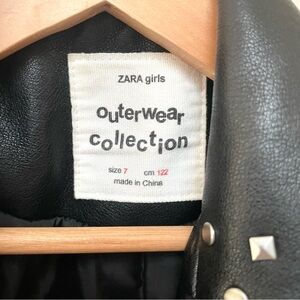 ZARA girls
outerwear
collection
size 7 cm 122
made in China